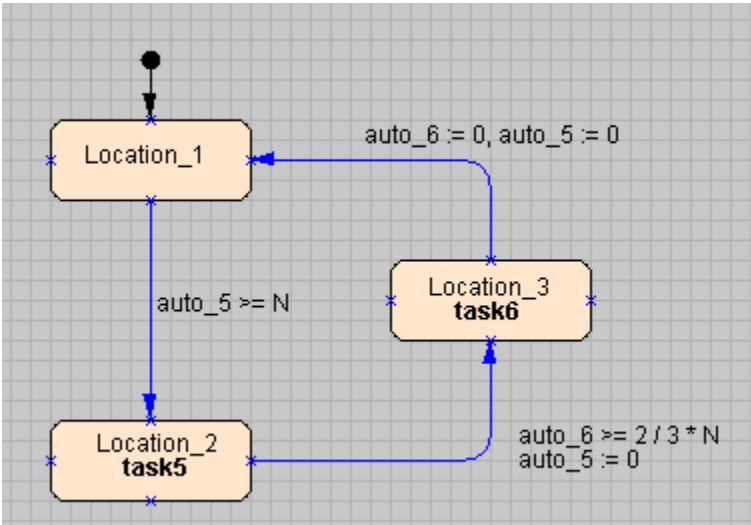 Location_1
auto_6 := 0, auto_5 := 0
Location_3
task6
auto_5 >= N
Location_2
task5
auto_6 >= 2 / 3 * N
auto_5 := 0